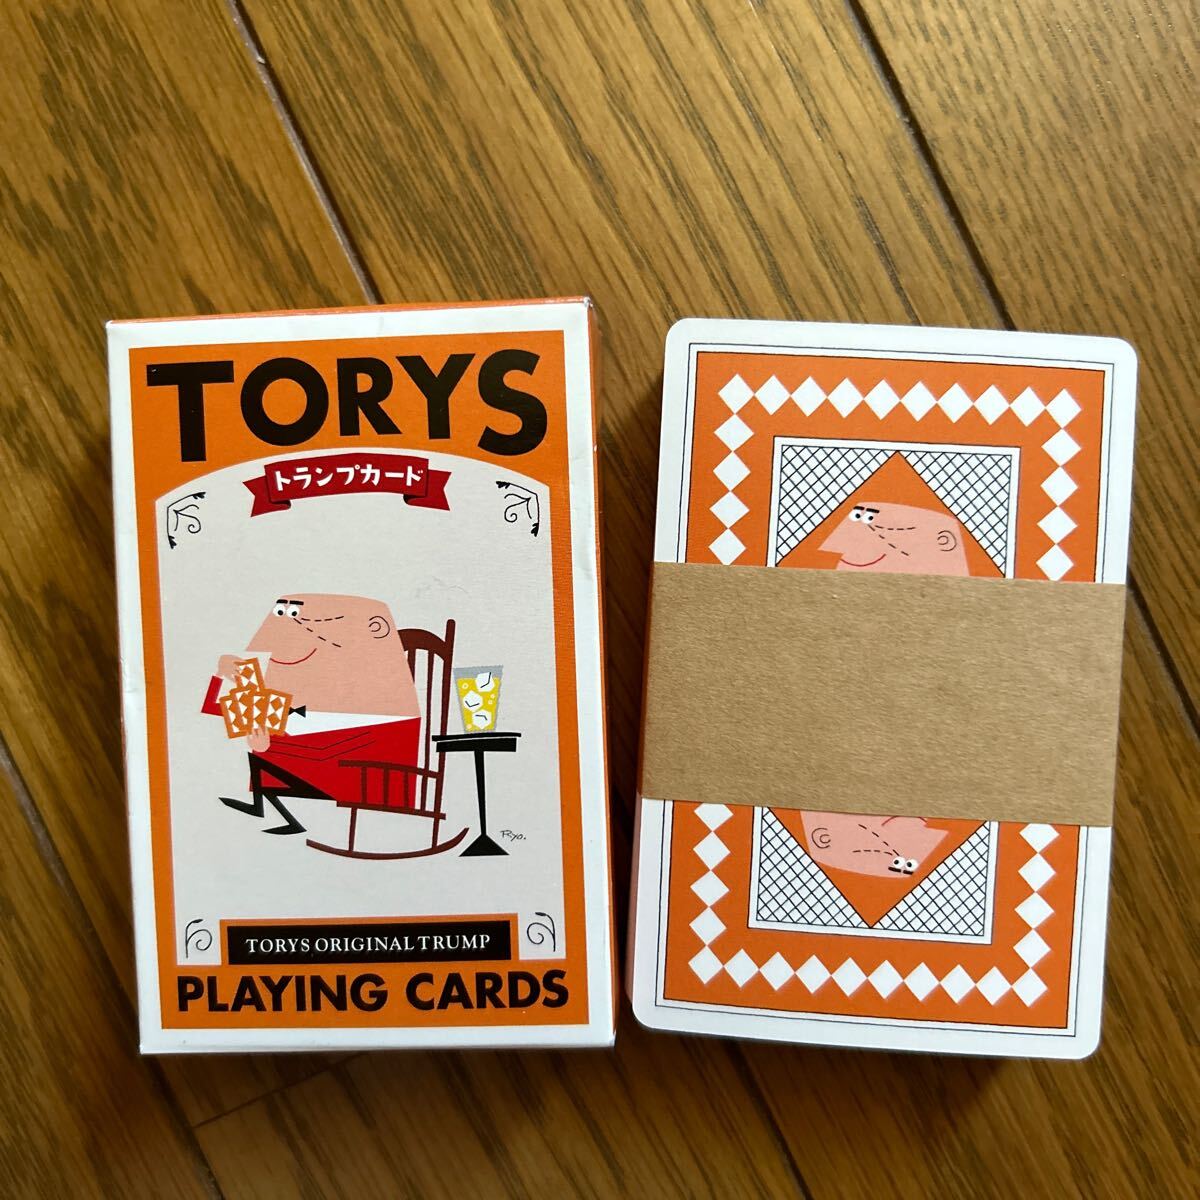 TORYS
トランプカード
Ryo.
TORYS ORIGINAL TRUMP
PLAYING CARDS